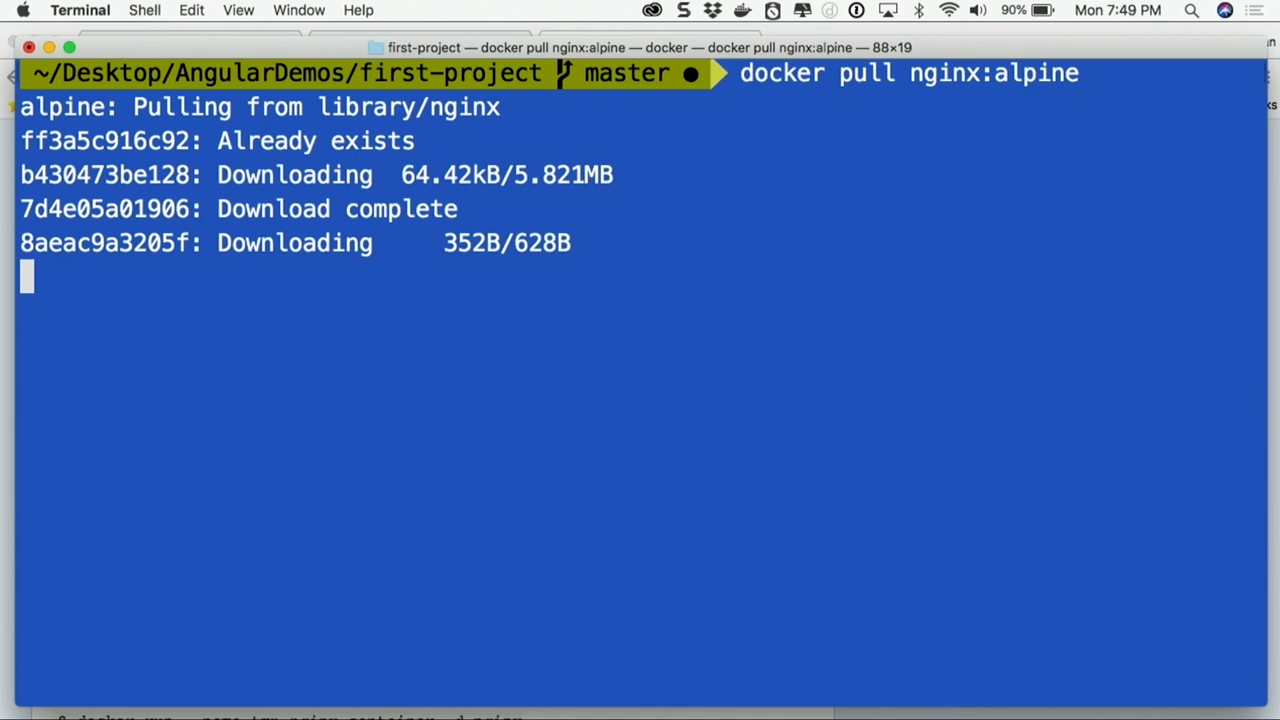 Terminal Shell Edit View Window Help 90% Mon 7:49 PM
first-project — docker pull nginx:alpine — docker — docker pull nginx:alpine — 88×19
~/Desktop/AngularDemos/first-project master ● docker pull nginx:alpine
alpine: Pulling from library/nginx
ff3a5c916c92: Already exists
b430473be128: Downloading 64.42kB/5.821MB
7d4e05a01906: Download complete
8aeac9a3205f: Downloading 352B/628B